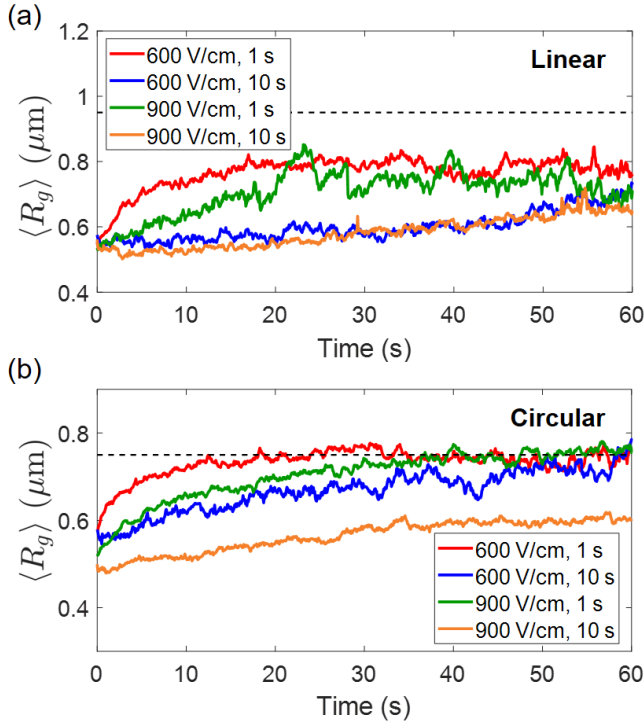 (a)
1.2
1
0.8
0.6
0.4
⟨R_g⟩ (μm)
600 V/cm, 1 s
600 V/cm, 10 s
900 V/cm, 1 s
900 V/cm, 10 s
Linear
0 10 20 30 40 50 60
Time (s)
(b)
0.8
0.6
0.4
⟨R_g⟩ (μm)
Circular
600 V/cm, 1 s
600 V/cm, 10 s
900 V/cm, 1 s
900 V/cm, 10 s
0 10 20 30 40 50 60
Time (s)